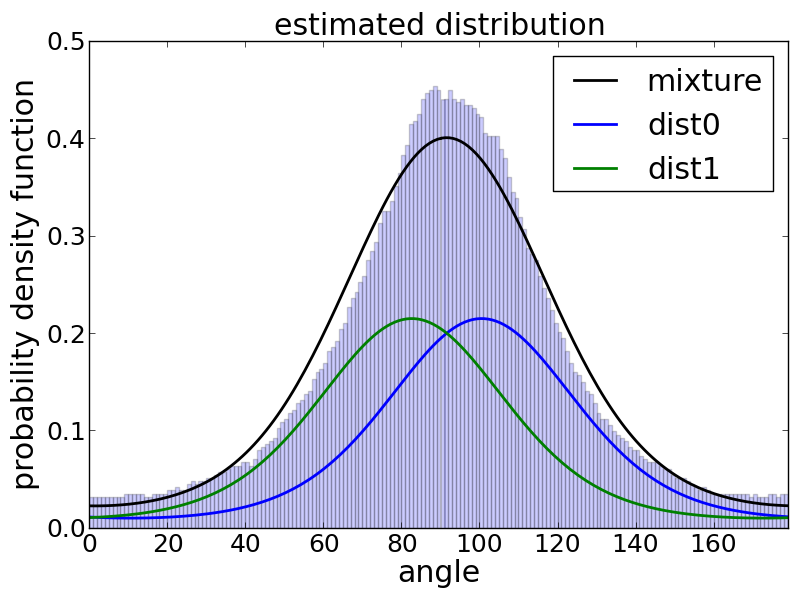 estimated distribution
probability density function
0.5
0.4
0.3
0.2
0.1
0.0
mixture
dist0
dist1
0 20 40 60 80 100 120 140 160
angle